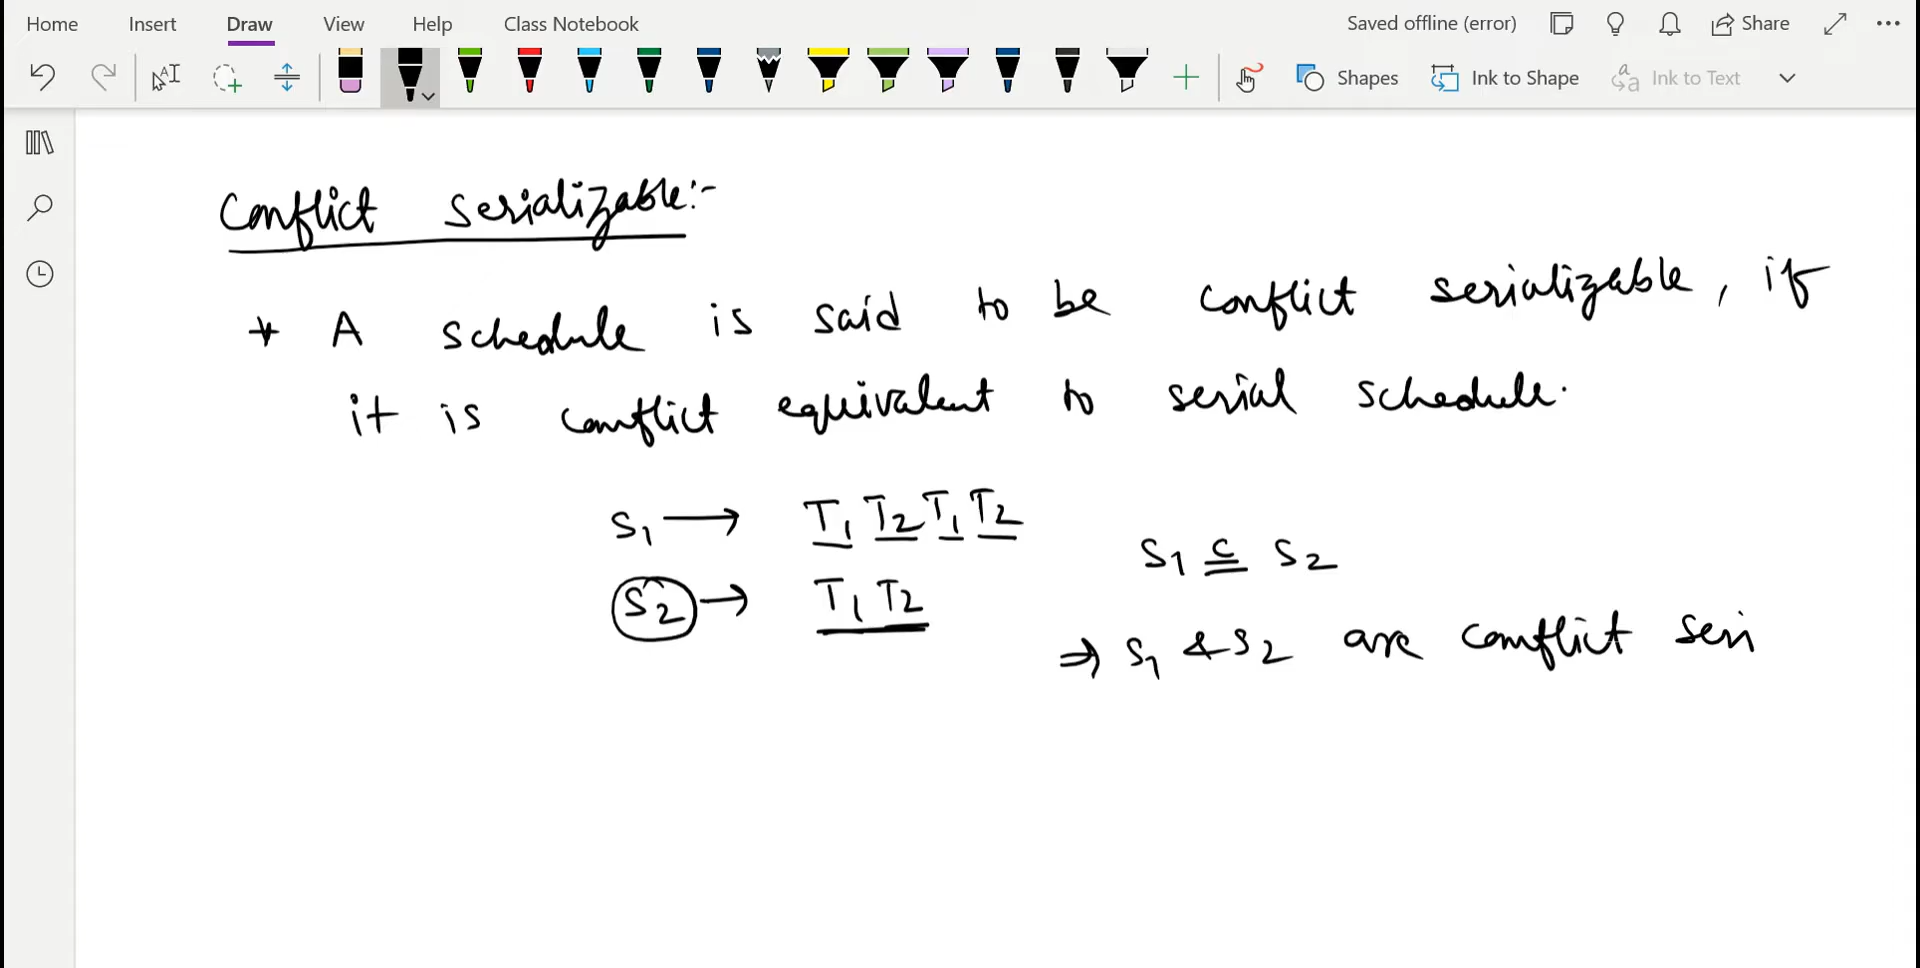 Home Insert Draw View Help Class Notebook Saved offline (error) Share
Shapes Ink to Shape Ink to Text
Conflict serializable:-
* A schedule is said to be conflict serializable, if
it is conflict equivalent to serial schedule.
S1 → T1 T2 T1 T2
S1 c= S2
S2 → T1 T2
⇒ S1 & S2 are conflict seri